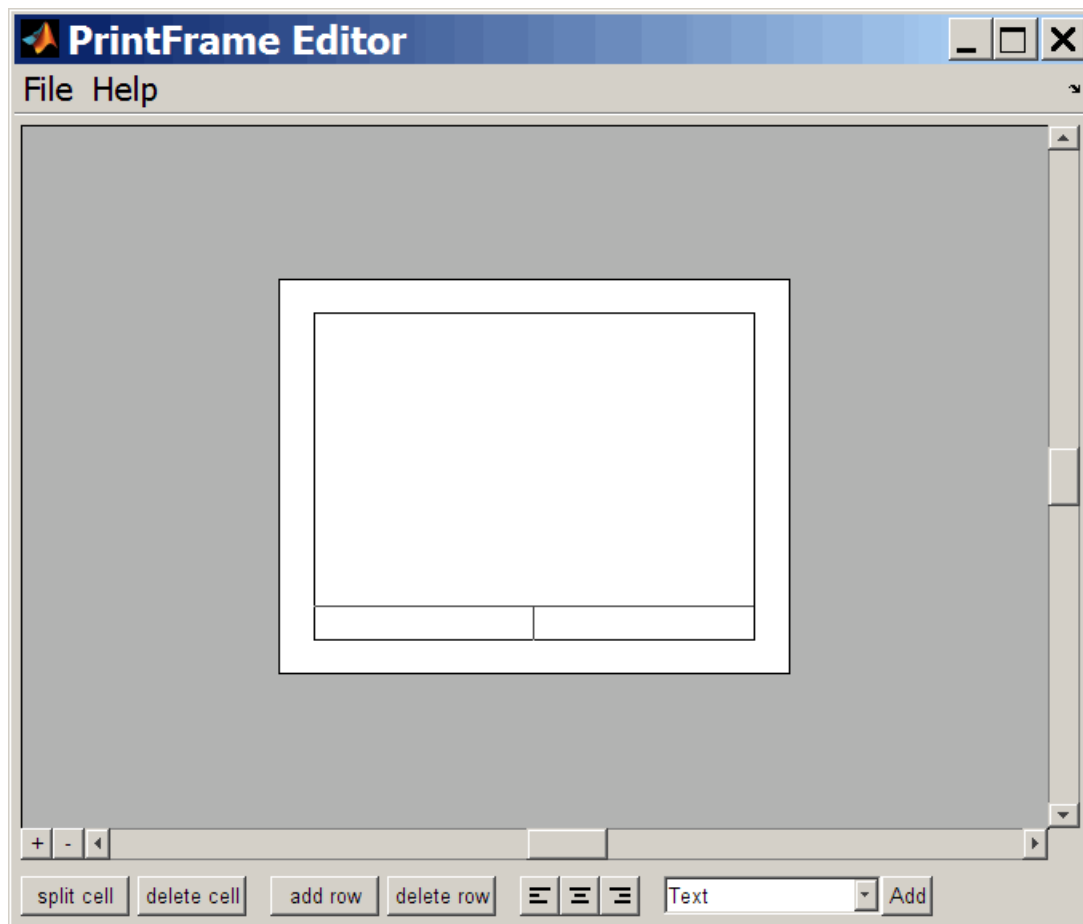 PrintFrame Editor
File Help
+ -
split cell delete cell add row delete row Text Add